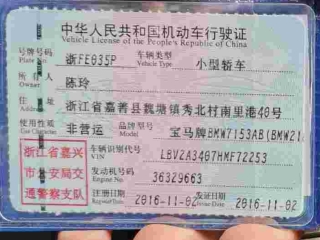 中华人民共和国机动车行驶证
Vehicle License of the People's Republic of China
号牌号码 浙FE035P 车辆类型 小型轿车
Plate No. Vehicle Type
所有人 陈玲
Owner
住址 浙江省嘉善县魏塘镇秀北村南里港40号
Address
使用性质 非营运 品牌型号 宝马牌BMW7153AB(BMW21
Use Character Model
浙江省嘉兴
市公安局交
通警察支队
车辆识别代号 LBV2A3407HMF72253
VIN
发动机号码 36329663
Engine No.
注册日期 2016-11-02 发证日期 2016-11-02
Register Date Issue Date